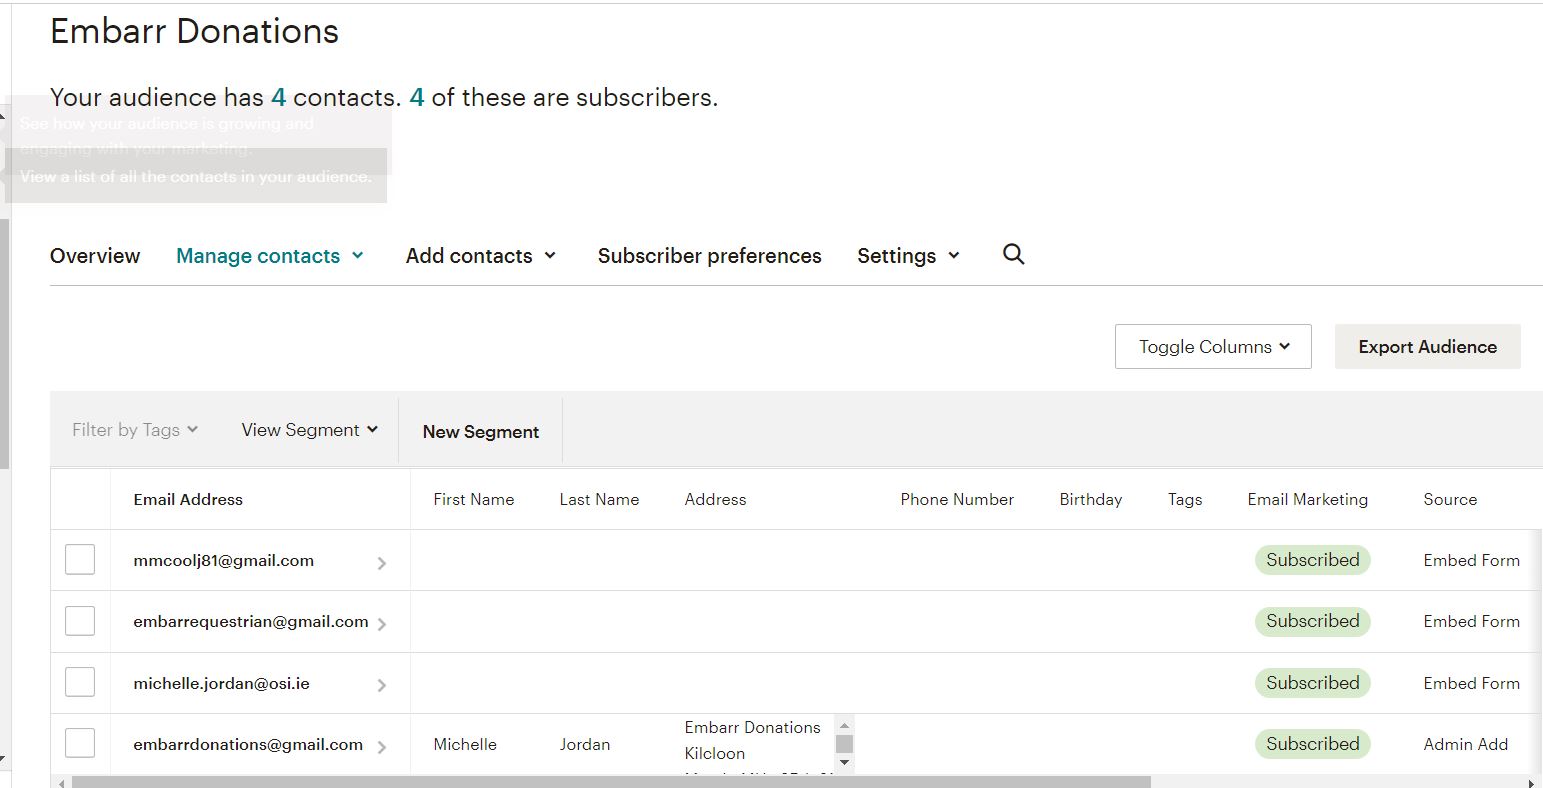 Embarr Donations
Your audience has 4 contacts. 4 of these are subscribers.
See how your audience is growing and
engaging with your marketing.
View a list of all the contacts in your audience.
Overview Manage contacts Add contacts Subscriber preferences Settings
Toggle Columns Export Audience
Filter by Tags View Segment New Segment
Email Address First Name Last Name Address Phone Number Birthday Tags Email Marketing Source
mmcoolj81@gmail.com Subscribed Embed Form
embarrequestrian@gmail.com Subscribed Embed Form
michelle.jordan@osi.ie Subscribed Embed Form
embarrdonations@gmail.com Michelle Jordan Embarr Donations Subscribed Admin Add
Kilcloon